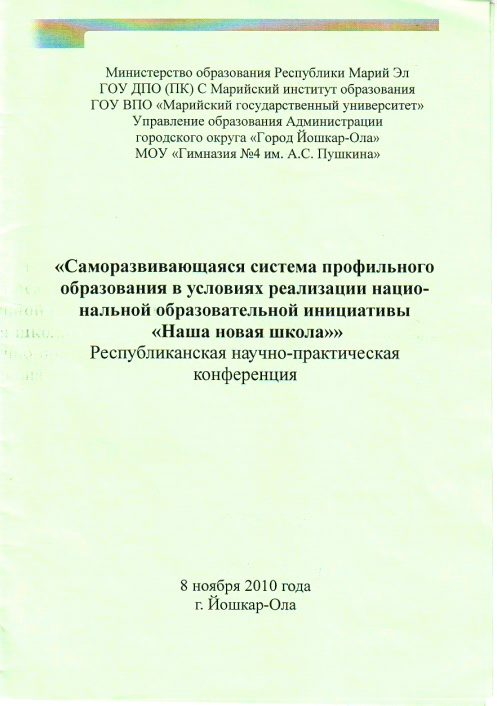 Министерство образования Республики Марий Эл
ГОУ ДПО (ПК) С Марийский институт образования
ГОУ ВПО «Марийский государственный университет»
Управление образования Администрации
городского округа «Город Йошкар-Ола»
МОУ «Гимназия №4 им. А.С. Пушкина»
«Саморазвивающаяся система профильного
образования в условиях реализации нацио-
нальной образовательной инициативы
«Наша новая школа»»
Республиканская научно-практическая
конференция
8 ноября 2010 года
г. Йошкар-Ола